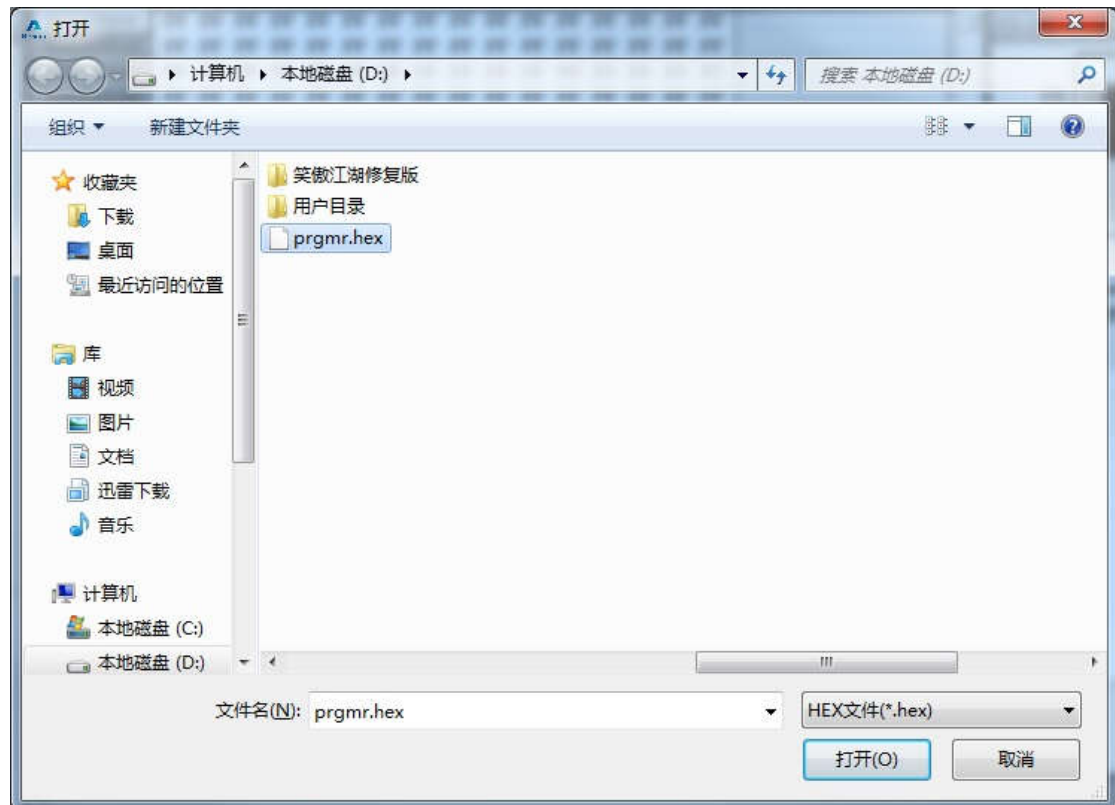 打开
计算机 本地磁盘 (D:)
搜索 本地磁盘 (D:)
组织 新建文件夹
收藏夹
下载
桌面
最近访问的位置
库
视频
图片
文档
迅雷下载
音乐
计算机
本地磁盘 (C:)
本地磁盘 (D:)
笑傲江湖修复版
用户目录
prgmr.hex
文件名(N): prgmr.hex
HEX文件(*.hex)
打开(O) 取消